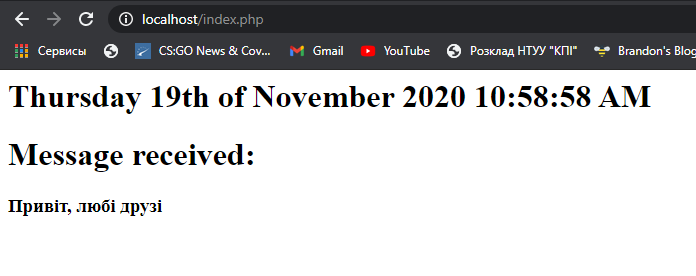 localhost/index.php
Сервисы CS:GO News & Cov... Gmail YouTube Розклад НТУУ "КПІ" Brandon's Blog
Thursday 19th of November 2020 10:58:58 AM
Message received:
Привіт, любі друзі